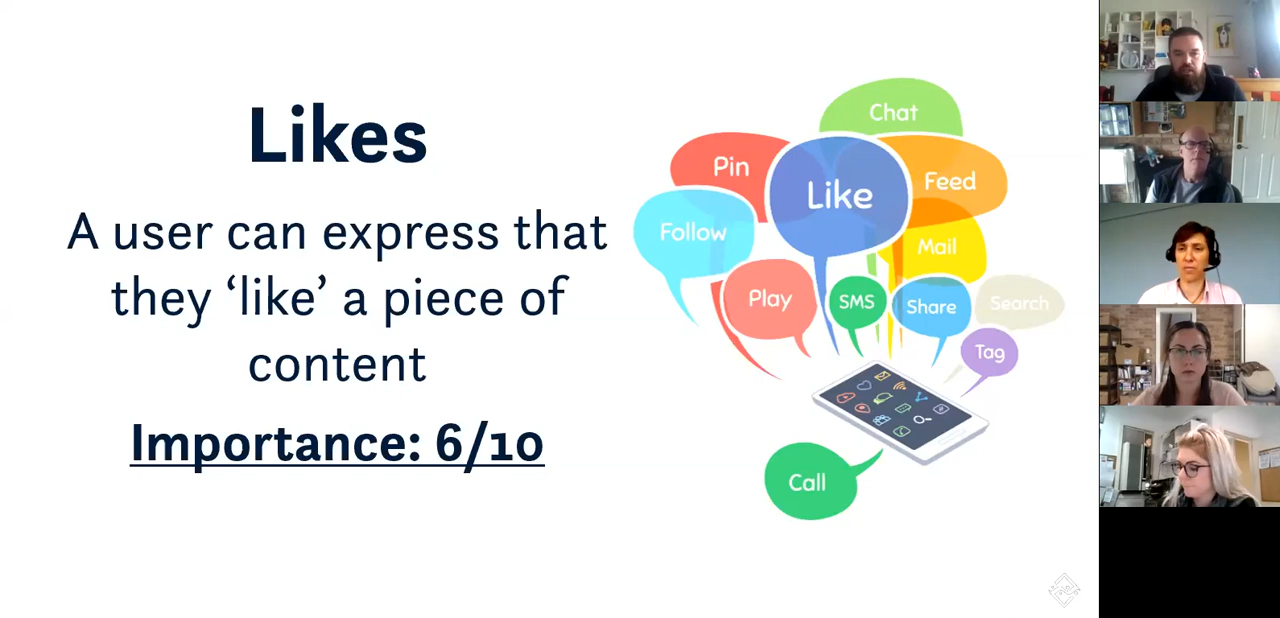 Likes
A user can express that
they ‘like’ a piece of
content
Importance: 6/10
Chat
Pin
Like
Feed
Follow
Mail
Play
SMS
Share
Search
Tag
Call